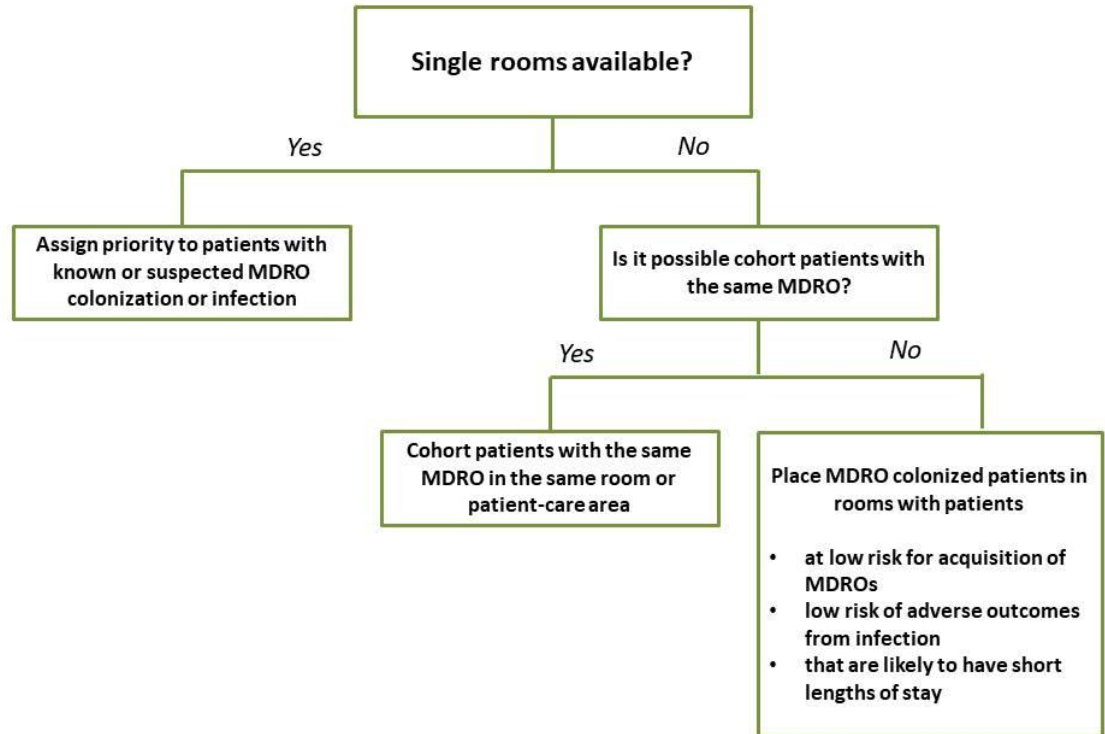 Single rooms available?
Yes
No
Assign priority to patients with
known or suspected MDRO
colonization or infection
Is it possible cohort patients with
the same MDRO?
Yes
No
Cohort patients with the same
MDRO in the same room or
patient-care area
Place MDRO colonized patients in
rooms with patients
• at low risk for acquisition of
MDROs
• low risk of adverse outcomes
from infection
• that are likely to have short
lengths of stay